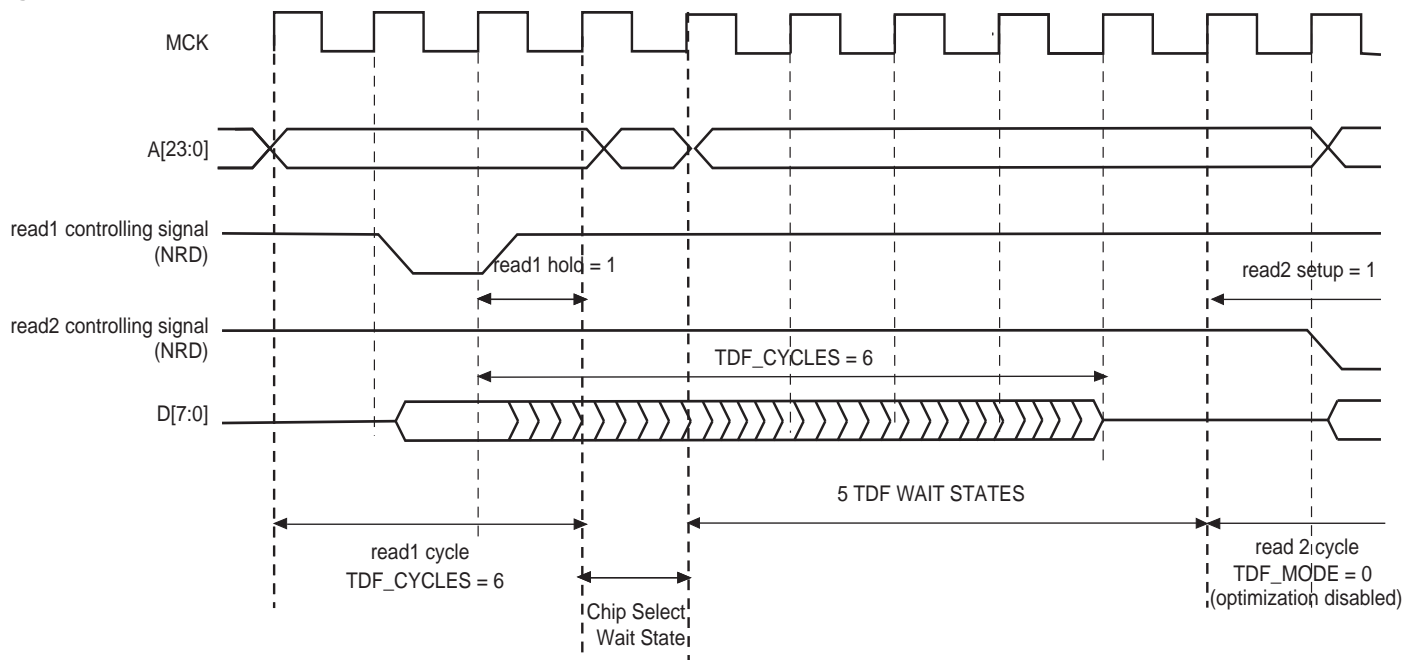 MCK
A[23:0]
read1 controlling signal
(NRD)
read1 hold = 1
read2 setup = 1
read2 controlling signal
(NRD)
TDF_CYCLES = 6
D[7:0]
5 TDF WAIT STATES
read1 cycle
TDF_CYCLES = 6
Chip Select
Wait State
read 2 cycle
TDF_MODE = 0
(optimization disabled)